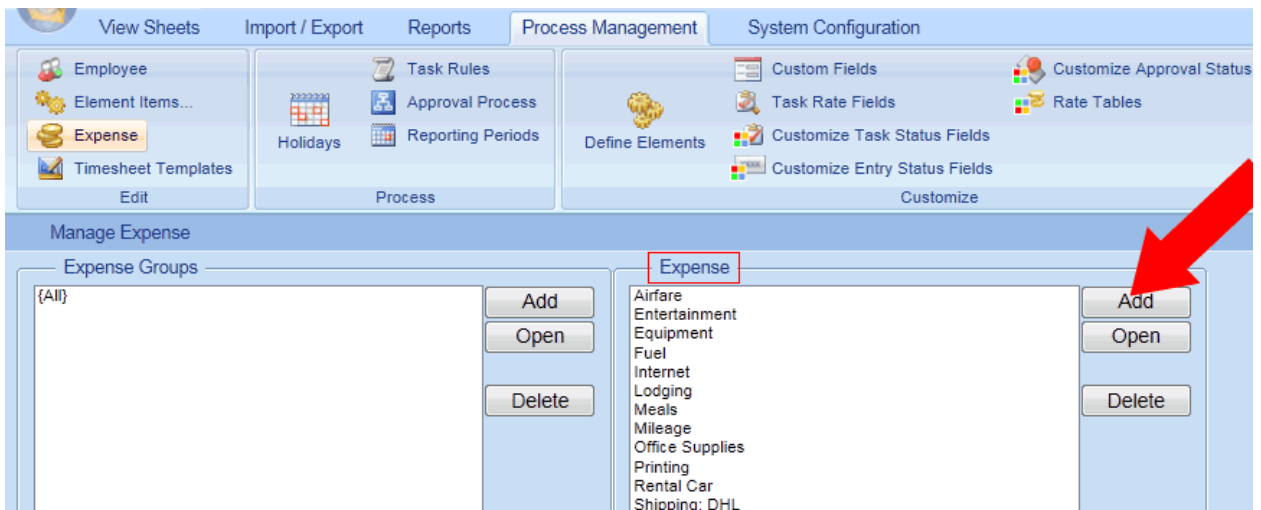 View Sheets Import / Export Reports Process Management System Configuration
Employee
Element Items...
Expense
Timesheet Templates
Edit
Holidays
Task Rules
Approval Process
Reporting Periods
Process
Define Elements
Custom Fields
Task Rate Fields
Customize Task Status Fields
Customize Entry Status Fields
Customize Approval Status
Rate Tables
Customize
Manage Expense
Expense Groups
{All}
Add
Open
Delete
Expense
Airfare
Entertainment
Equipment
Fuel
Internet
Lodging
Meals
Mileage
Office Supplies
Printing
Rental Car
Shipping: DHL
Add
Open
Delete